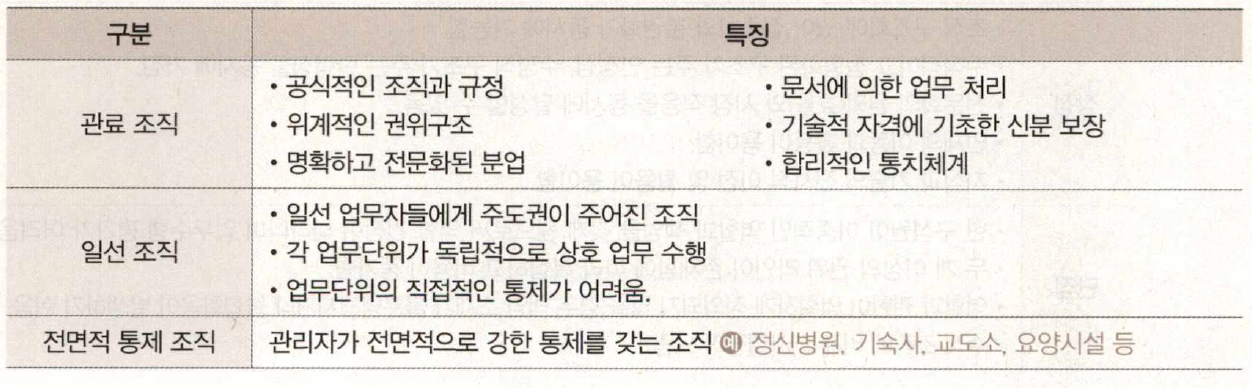 구분 특징
관료 조직
• 공식적인 조직과 규정 • 문서에 의한 업무 처리
• 위계적인 권위구조 • 기술적 자격에 기초한 신분 보장
• 명확하고 전문화된 분업 • 합리적인 통치체계
일선 조직
• 일선 업무자들에게 주도권이 주어진 조직
• 각 업무단위가 독립적으로 상호 업무 수행
• 업무단위의 직접적인 통제가 어려움.
전면적 통제 조직 관리자가 전면적으로 강한 통제를 갖는 조직 예 정신병원, 기숙사, 교도소, 요양시설 등